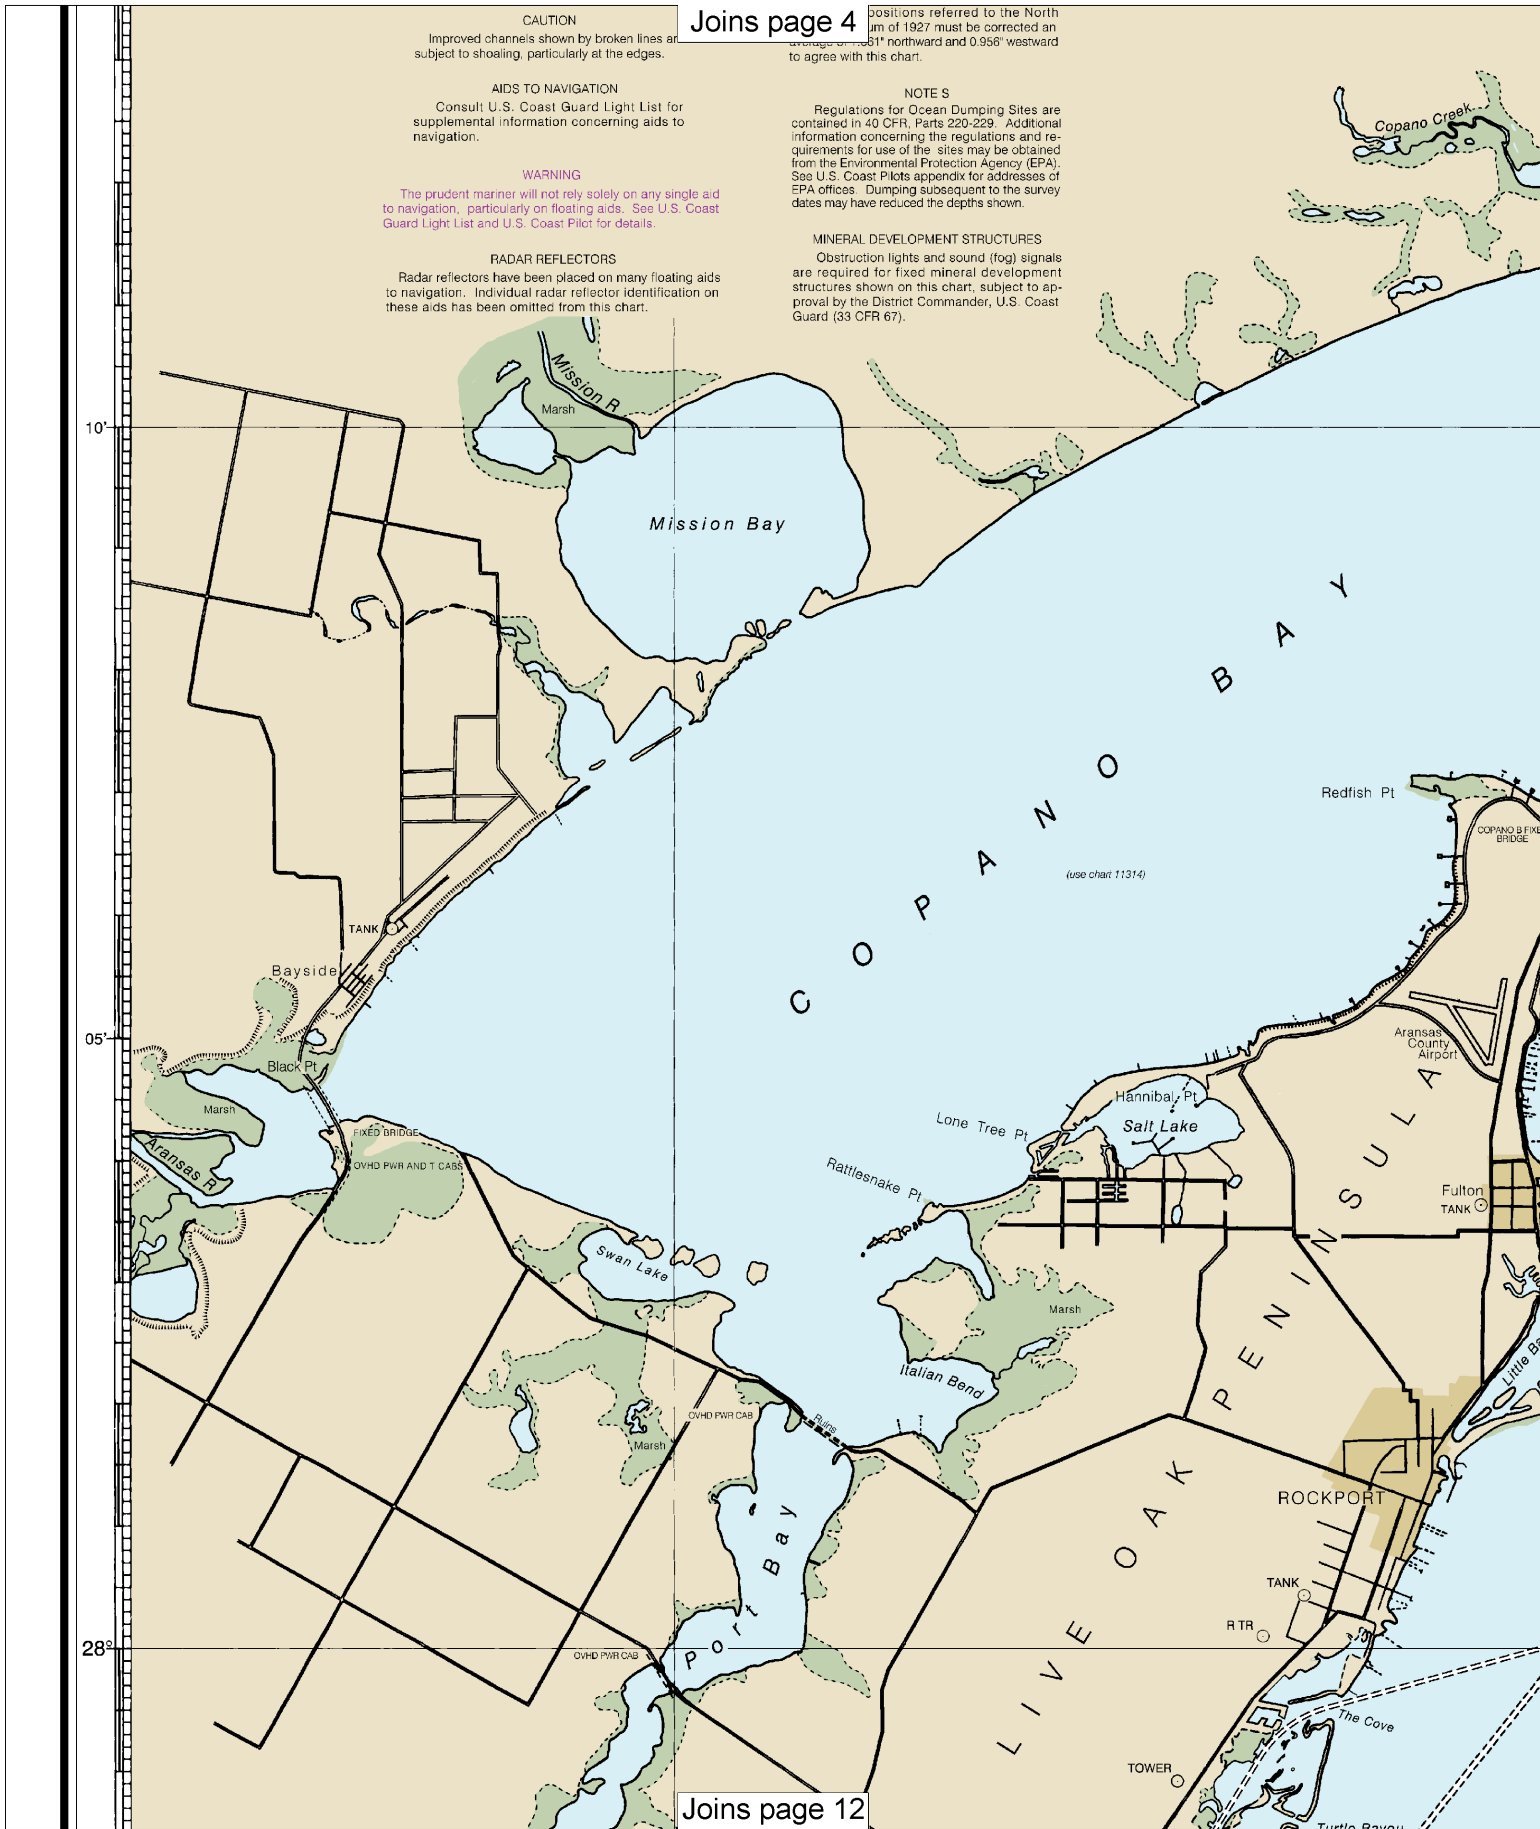 Joins page 4
CAUTION
Improved channels shown by broken lines
subject to shoaling, particularly at the edges.
AIDS TO NAVIGATION
Consult U.S. Coast Guard Light List for
supplemental information concerning aids to
navigation.
WARNING
The prudent mariner will not rely solely on any single aid
to navigation, particularly on floating aids. See U.S. Coast
Guard Light List and U.S. Coast Pilot for details.
RADAR REFLECTORS
Radar reflectors have been placed on many floating aids
to navigation. Individual radar reflector identification on
these aids has been omitted from this chart.
ositions referred to the North
um of 1927 must be corrected an
average of 61" northward and 0.956" westward
to agree with this chart.
NOTE S
Regulations for Ocean Dumping Sites are
contained in 40 CFR, Parts 220-229. Additional
information concerning the regulations and re-
quirements for use of the sites may be obtained
from the Environmental Protection Agency (EPA).
See U.S. Coast Pilots appendix for addresses of
EPA offices. Dumping subsequent to the survey
dates may have reduced the depths shown.
MINERAL DEVELOPMENT STRUCTURES
Obstruction lights and sound (fog) signals
are required for fixed mineral development
structures shown on this chart, subject to ap-
proval by the District Commander, U.S. Coast
Guard (33 CFR 67).
Copano Creek
Mission R
Marsh
10'
Mission Bay
COPANO BAY
Redfish Pt
COPANO B FIXE
BRIDGE
(use chart 11314)
TANK
Bayside
05'
Aransas
County
Airport
Black Pt
Marsh
Hannibal Pt
Salt Lake
Lone Tree Pt
FIXED BRIDGE
Aransas R
OVHD PWR AND T CABS
Rattlesnake Pt
Fulton
TANK
Swan Lake
Marsh
Italian Bend
Little Ba
OVHD PWR CAB
Ruins
Marsh
ROCKPORT
Port Bay
LIVE OAK PENINSULA
TANK
R TR
28°
OVHD PWR CAB
The Cove
TOWER
Joins page 12
Turtle Bayou